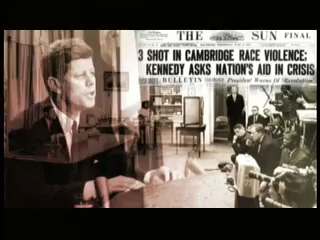 THE SUN FINAL
3 SHOT IN CAMBRIDGE RACE VIOLENCE;
KENNEDY ASKS NATION'S AID IN CRISIS
BULLETIN
President Warns Of 'Revolution'